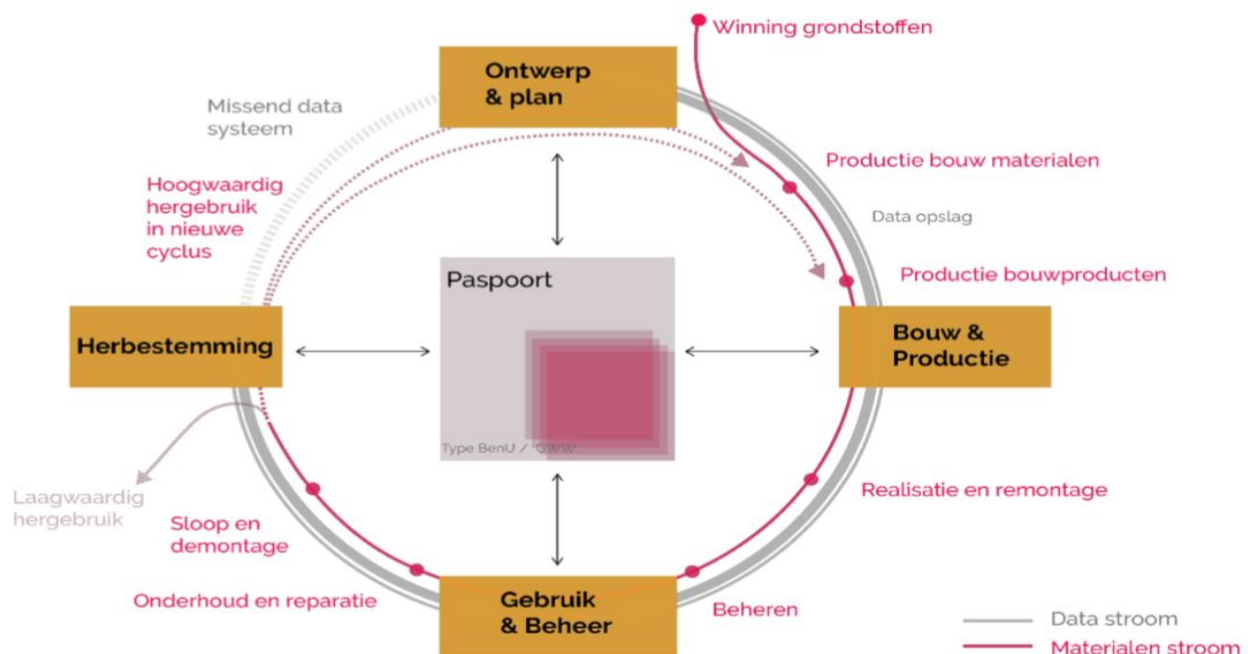 Winning grondstoffen
Ontwerp
& plan
Missend data
systeem
Productie bouw materialen
Hoogwaardig
hergebruik
in nieuwe
cyclus
Data opslag
Productie bouwproducten
Paspoort
Herbestemming
Bouw &
Productie
Type BenU / GWW
Laagwaardig
hergebruik
Realisatie en remontage
Sloop en
demontage
Onderhoud en reparatie
Gebruik
& Beheer
Beheren
Data stroom
Materialen stroom